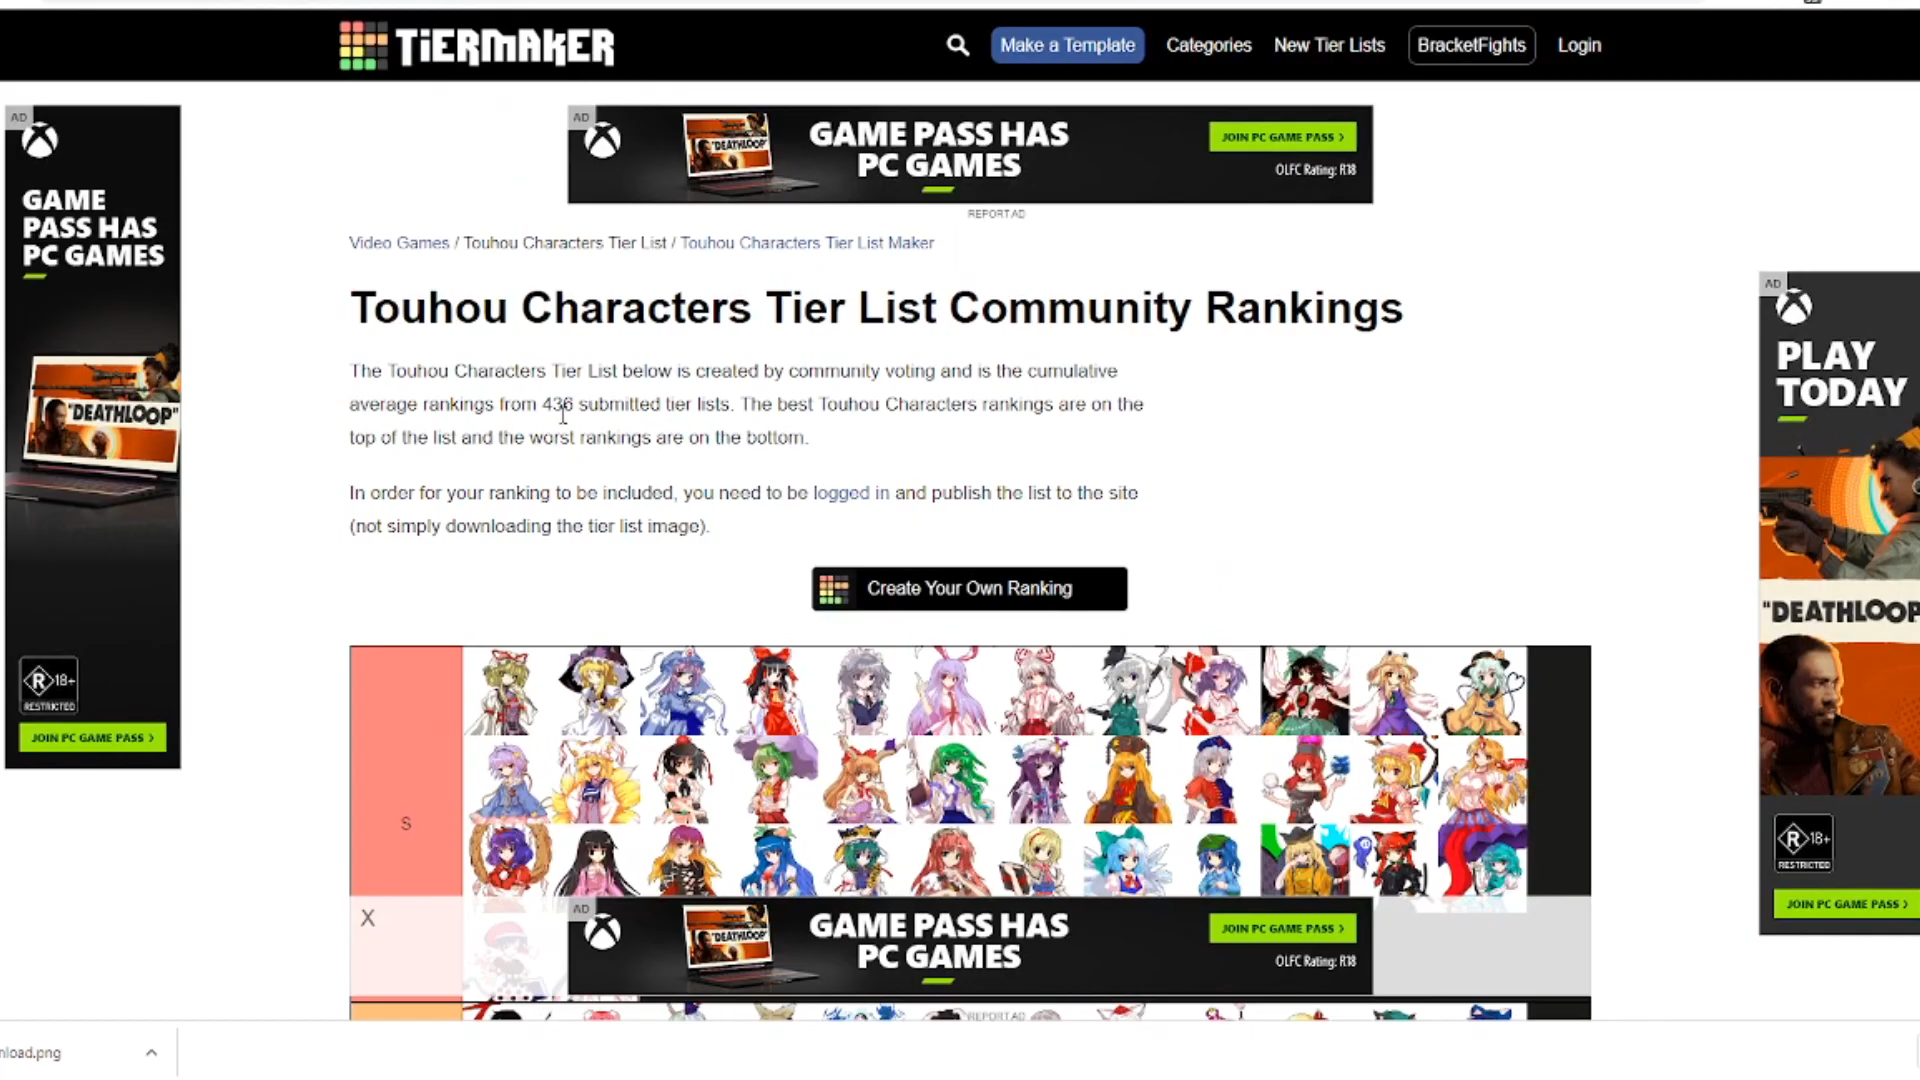 TiERMAKER
Make a Template
Categories
New Tier Lists
BracketFights
Login
AD
GAME
PASS HAS
PC GAMES
"DEATHLOOP"
R 18+
RESTRICTED
JOIN PC GAME PASS >
AD
"DEATHLOOP"
GAME PASS HAS
PC GAMES
JOIN PC GAME PASS >
OLFC Rating: R18
REPORT AD
Video Games / Touhou Characters Tier List / Touhou Characters Tier List Maker
Touhou Characters Tier List Community Rankings
The Touhou Characters Tier List below is created by community voting and is the cumulative
average rankings from 436 submitted tier lists. The best Touhou Characters rankings are on the
top of the list and the worst rankings are on the bottom.
In order for your ranking to be included, you need to be logged in and publish the list to the site
(not simply downloading the tier list image).
Create Your Own Ranking
S
X
AD
"DEATHLOOP"
GAME PASS HAS
PC GAMES
JOIN PC GAME PASS >
OLFC Rating: R18
REPORT AD
AD
PLAY
TODAY
"DEATHLOOP
R 18+
RESTRICTED
JOIN PC GAME PASS >
nload.png